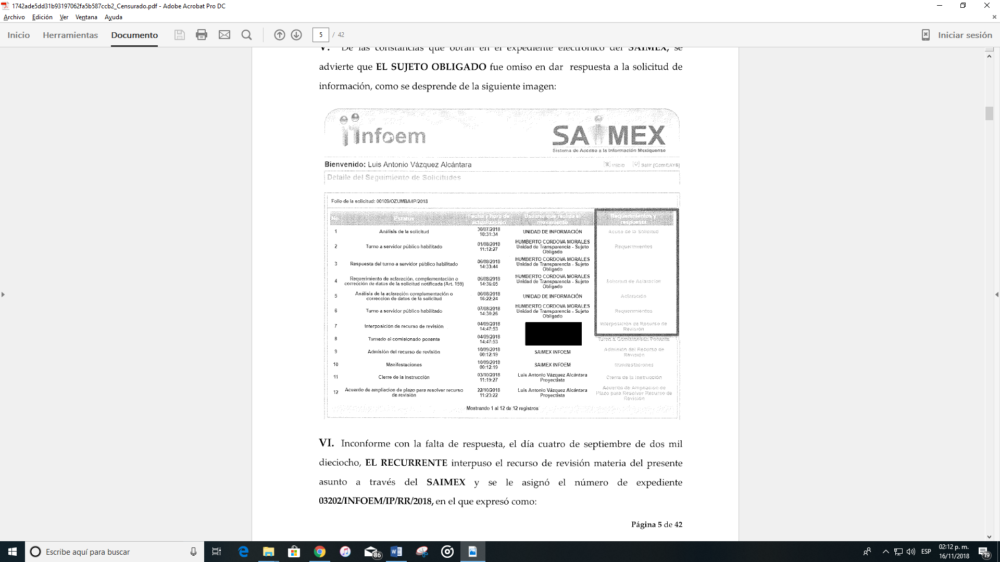 1742ade5dd31b93197062fa5b587ccb2_Censurado.pdf - Adobe Acrobat Pro DC
Archivo Edición Ver Ventana Ayuda
Inicio Herramientas Documento 5 / 42 Iniciar sesión
V. De las constancias que obran en el expediente electrónico del SAIMEX, se
advierte que EL SUJETO OBLIGADO fue omiso en dar respuesta a la solicitud de
información, como se desprende de la siguiente imagen:
infoem
SAIMEX
Sistema de Acceso a la Información Mexiquense
Bienvenido: Luis Antonio Vázquez Alcántara Inicio Salir [ComEAYS]
Detalle del Seguimiento de Solicitudes
Folio de la solicitud: 00109/OZUMBA/IP/2018
No. Estatus Fecha y hora de actualización Usuario que realiza el movimiento Requerimientos y respuesta
1 Análisis de la solicitud 30/07/2018 10:31:34 UNIDAD DE INFORMACIÓN Acuse de la Solicitud
2 Turno a servidor público habilitado 01/08/2018 11:12:27 HUMBERTO CORDOVA MORALES Unidad de Transparencia - Sujeto Obligado Requerimientos
3 Respuesta del turno a servidor público habilitado 06/08/2018 14:33:44 HUMBERTO CORDOVA MORALES Unidad de Transparencia - Sujeto Obligado
4 Requerimiento de aclaración, complementación o corrección de datos de la solicitud notificada (Art. 159) 06/08/2018 14:36:05 HUMBERTO CORDOVA MORALES Unidad de Transparencia - Sujeto Obligado Solicitud de Aclaración
5 Análisis de la aclaración complementación o correccion de datos de la solicitud 06/08/2018 16:22:24 UNIDAD DE INFORMACIÓN Aclaración
6 Turno a servidor público habilitado 07/08/2018 14:30:26 HUMBERTO CORDOVA MORALES Unidad de Transparencia - Sujeto Obligado Requerimientos
7 Interposición de recurso de revisión 04/09/2018 14:47:53 Interposición de Recurso de Revisión
8 Turnado al comisionado ponente 04/09/2018 14:47:53 Turno a Comisionado Ponente
9 Admisión del recurso de revisión 10/09/2018 00:12:19 SAIMEX INFOEM Admisión del Recurso de Revisión
10 Manifestaciones 10/09/2018 00:12:19 SAIMEX INFOEM Manifestaciones
11 Cierre de la instrucción 03/10/2018 11:19:27 Luis Antonio Vázquez Alcántara Proyectista Cierre de la Instrucción
12 Acuerdo de ampliacion de plazo para resolver recurso de revisión 22/10/2018 11:23:22 Luis Antonio Vázquez Alcántara Proyectista Acuerdo de Ampliacion de Plazo para Resolver Recurso de Revisión
Mostrando 1 al 12 de 12 registros
VI. Inconforme con la falta de respuesta, el día cuatro de septiembre de dos mil
dieciocho, EL RECURRENTE interpuso el recurso de revisión materia del presente
asunto a través del SAIMEX y se le asignó el número de expediente
03202/INFOEM/IP/RR/2018, en el que expresó como:
Página 5 de 42
Escribe aquí para buscar 86 ESP 02:12 p. m. 16/11/2018 19